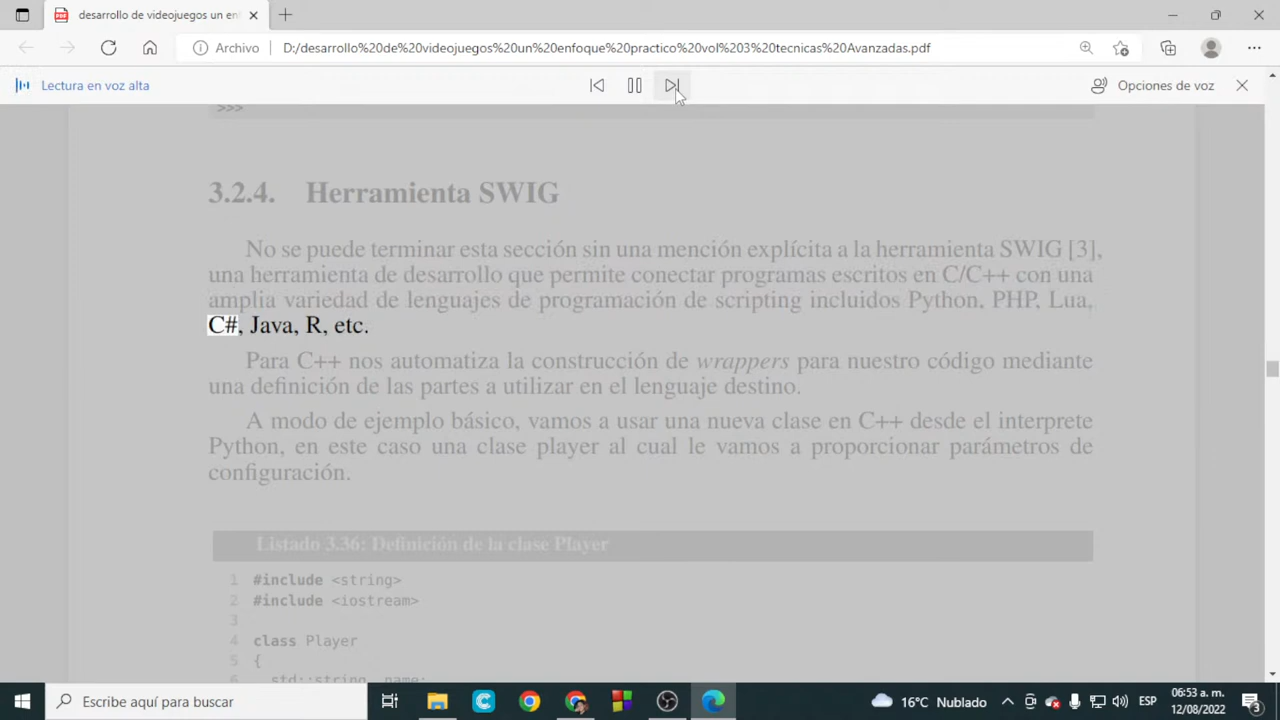 desarrollo de videojuegos un en
Archivo
D:/desarrollo%20de%20videojuegos%20un%20enfoque%20practico%20vol%203%20tecnicas%20Avanzadas.pdf
Lectura en voz alta
Opciones de voz
>>>
3.2.4. Herramienta SWIG
No se puede terminar esta sección sin una mención explícita a la herramienta SWIG [3],
una herramienta de desarrollo que permite conectar programas escritos en C/C++ con una
amplia variedad de lenguajes de programación de scripting incluidos Python, PHP, Lua,
C#, Java, R, etc.
Para C++ nos automatiza la construcción de wrappers para nuestro código mediante
una definición de las partes a utilizar en el lenguaje destino.
A modo de ejemplo básico, vamos a usar una nueva clase en C++ desde el interprete
Python, en este caso una clase player al cual le vamos a proporcionar parámetros de
configuración.
Listado 3.36: Definición de la clase Player
1 #include <string>
2 #include <iostream>
3
4 class Player
5 {
6 std::string name;
Escribe aquí para buscar
16°C Nublado
ESP
06:53 a. m.
12/08/2022
3